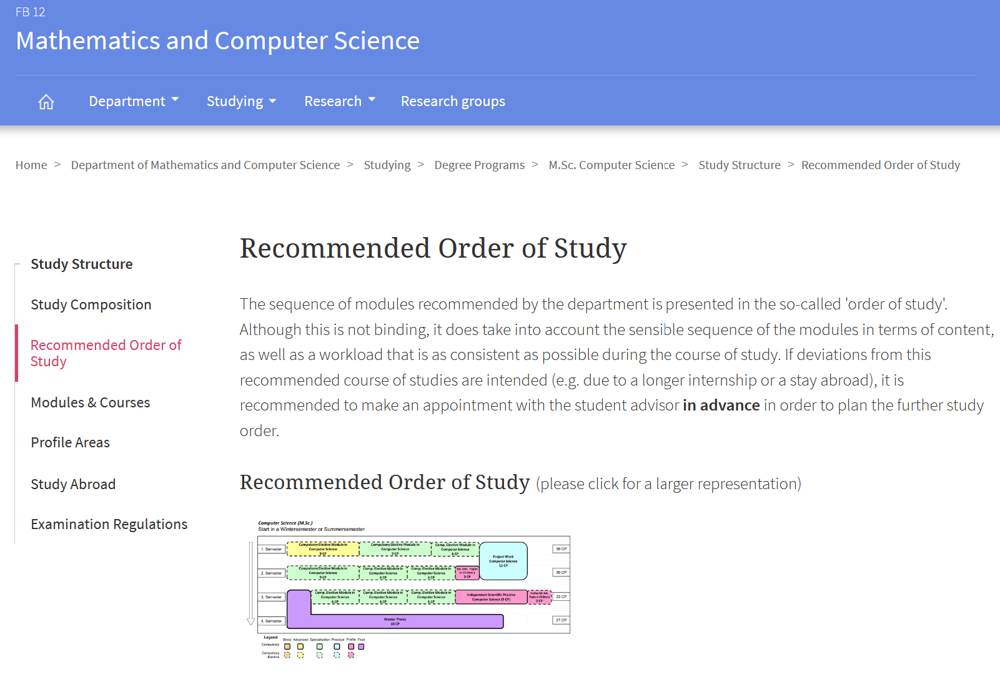 FB 12
Mathematics and Computer Science
Department Studying Research Research groups
Home > Department of Mathematics and Computer Science > Studying > Degree Programs > M.Sc. Computer Science > Study Structure > Recommended Order of Study
Study Structure
Study Composition
Recommended Order of
Study
Modules & Courses
Profile Areas
Study Abroad
Examination Regulations
Recommended Order of Study
The sequence of modules recommended by the department is presented in the so-called 'order of study'.
Although this is not binding, it does take into account the sensible sequence of the modules in terms of content,
as well as a workload that is as consistent as possible during the course of study. If deviations from this
recommended course of studies are intended (e.g. due to a longer internship or a stay abroad), it is
recommended to make an appointment with the student advisor in advance in order to plan the further study
order.
Recommended Order of Study (please click for a larger representation)
Computer Science (M.Sc.)
Start in a Wintersemester or Summersemester
1. Semester
Compulsory Elective Module in
Computer Science
9 CP
Compulsory Elective Module in
Computer Science
9 CP
Comp. Elective Module in
Computer Science
6 CP
Project Work
Computer Science
12 CP
30 CP
2. Semester
Compulsory Elective Module in
Computer Science
9 CP
Comp. Elective Module in
Computer Science
6 CP
Comp. Elective Module in
Computer Science
6 CP
Sel. Adv. Topics
in CS (Sem.)
3 CP
30 CP
3. Semester
Comp. Elective Module in
Computer Science
6 CP
Comp. Elective Module in
Computer Science
6 CP
Comp. Elective Module in
Computer Science
6 CP
Independent Scientific Practice
Computer Science (9 CP)
Further Sel. Adv.
Topics in CS (Sem.)
3 CP
33 CP
4. Semester
Master Thesis
30 CP
27 CP
Legend
Basic Advanced Specialisation Practical Profile Final
Compulsory
Compulsory
Elective